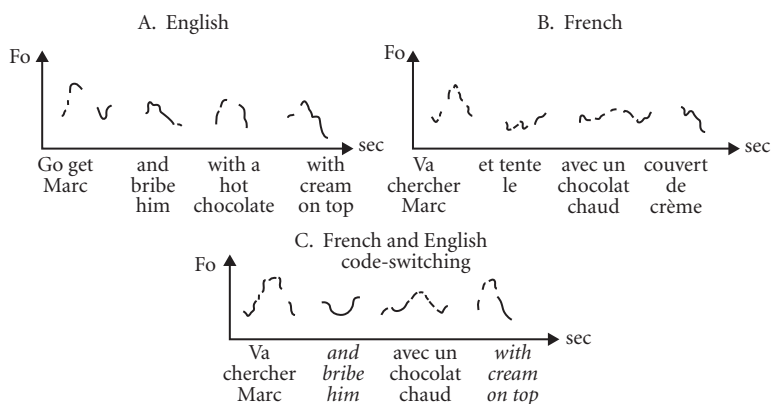 A. English
Fo
sec
Go get and with a with
Marc bribe hot cream
him chocolate on top
B. French
Fo
sec
Va et tente avec un couvert
chercher le chocolat de
Marc chaud crème
C. French and English
code-switching
Fo
sec
Va and avec un with
chercher bribe chocolat cream
Marc him chaud on top